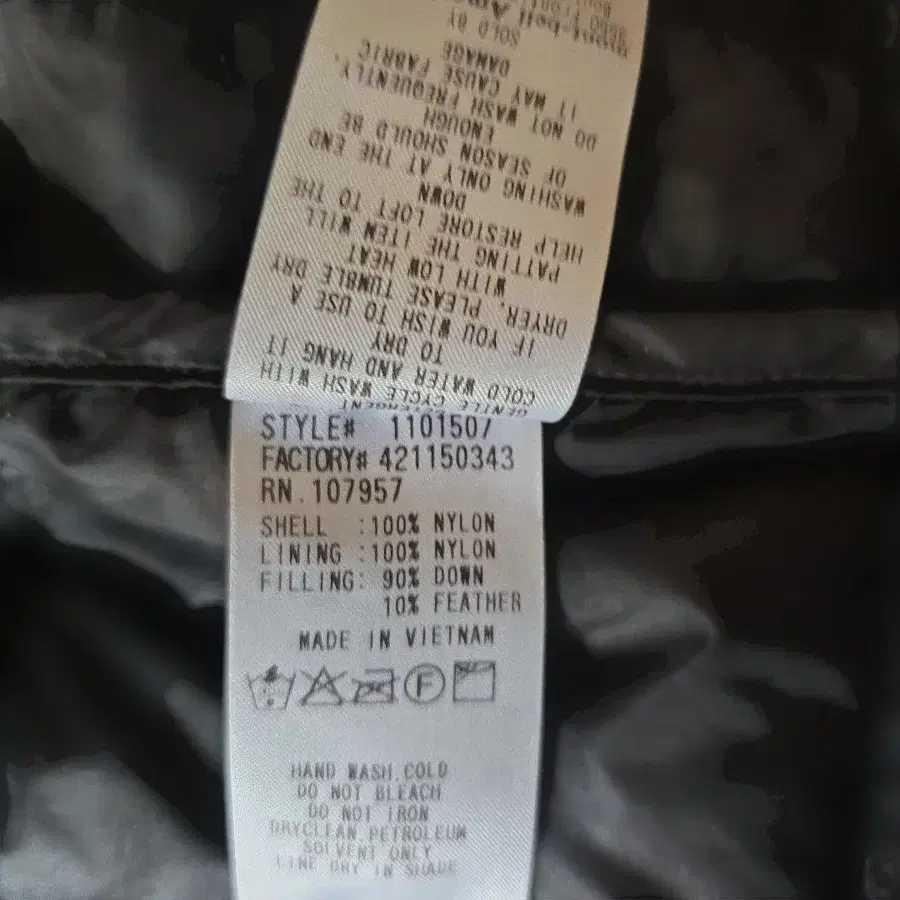 STYLE# 1101507
FACTORY# 421150343
RN.107957
SHELL :100% NYLON
LINING :100% NYLON
FILLING: 90% DOWN
10% FEATHER
MADE IN VIETNAM
F
HAND WASH.COLD
DO NOT BLEACH
DO NOT IRON
DRYCLEAN.PETROLEUM
SOLVENT ONLY
LINE DRY IN SHADE
GENTLE CYCLE WASH WITH
COLD WATER AND HANG IT
TO DRY
IF YOU WISH TO USE A
DRYER, PLEASE TUMBLE DRY
WITH LOW HEAT
PATTING THE ITEM WILL
HELP RESTORE LOFT TO THE
DOWN
WASHING ONLY AT THE END
OF SEASON SHOULD BE
ENOUGH
DO NOT WASH FREQUENTLY.
IT MAY CAUSE FABRIC
DAMAGE
SOLD BY